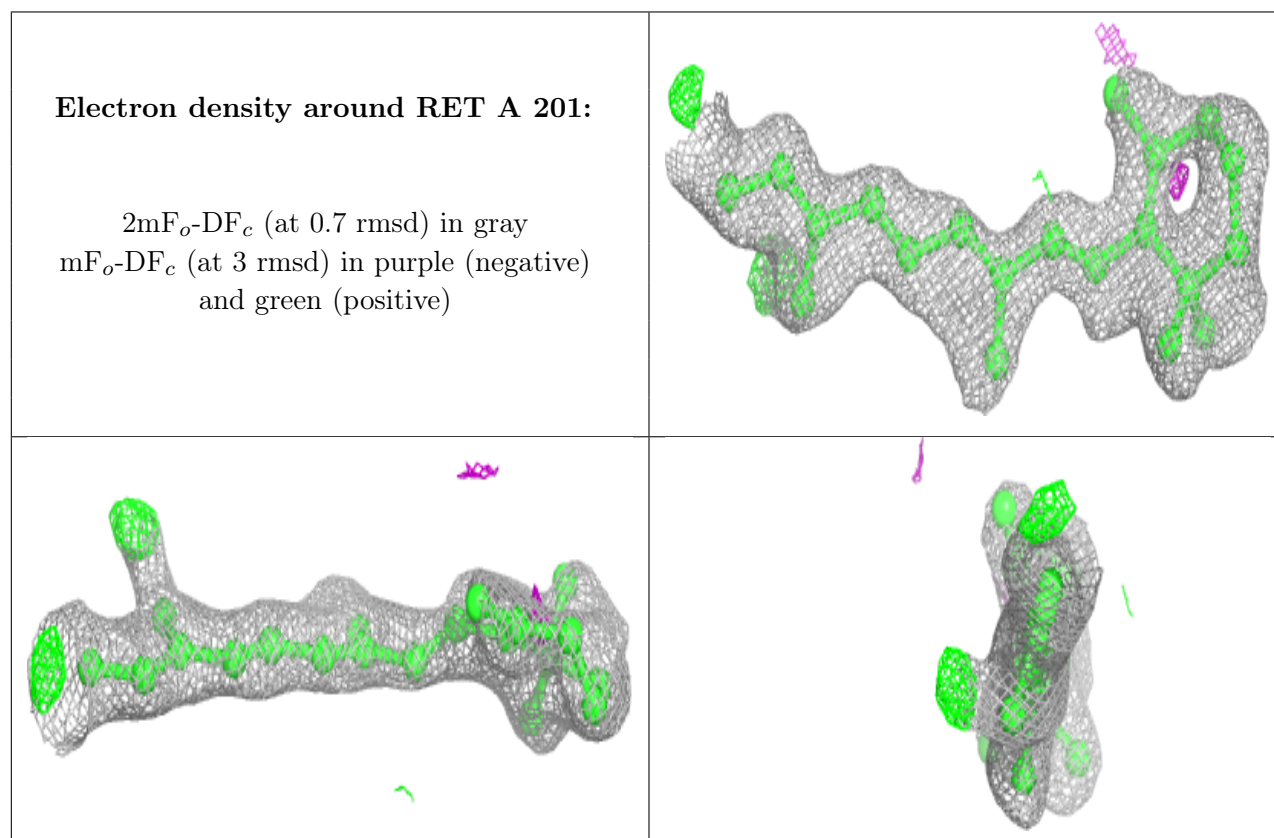 Electron density around RET A 201:
2mFo-DFc (at 0.7 rmsd) in gray
mFo-DFc (at 3 rmsd) in purple (negative)
and green (positive)